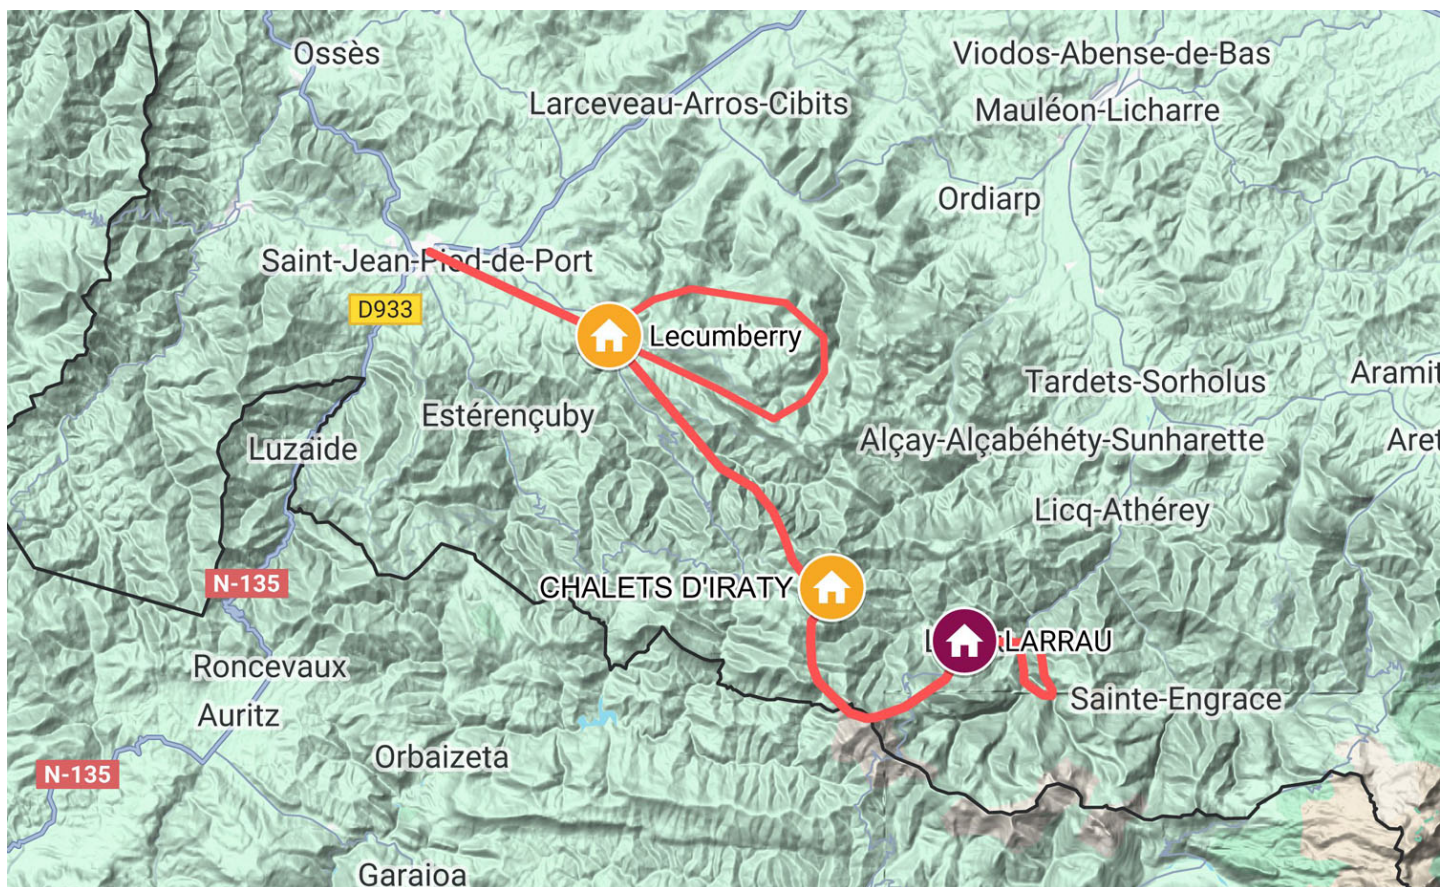 Ossès
Viodos-Abense-de-Bas
Larceveau-Arros-Cibits
Mauléon-Licharre
Ordiarp
Saint-Jean-Pied-de-Port
D933
Lecumberry
Aramit
Tardets-Sorholus
Estérençuby
Luzaide
Alçay-Alçabéhéty-Sunharette
Aret
Licq-Athérey
N-135
CHALETS D'IRATY
LARRAU
Roncevaux
Sainte-Engrace
Auritz
Orbaizeta
N-135
Garaioa